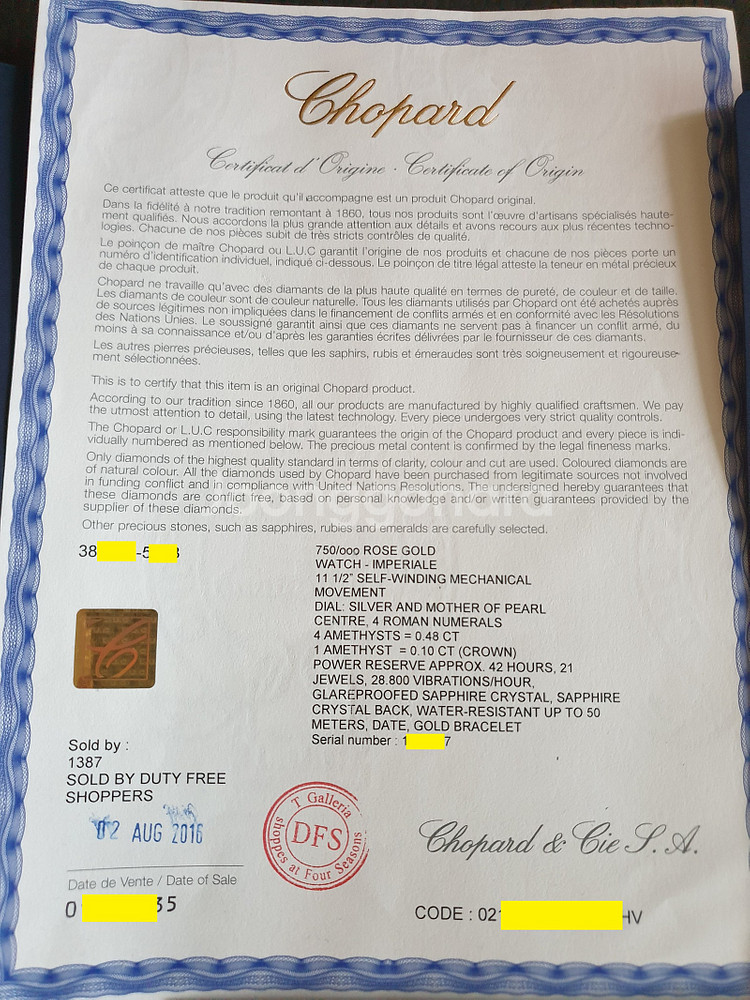 Chopard
Certificat d'Origine · Certificate of Origin
Ce certificat atteste que le produit qu'il accompagne est un produit Chopard original.
Dans la fidélité à notre tradition remontant à 1860, tous nos produits sont l'œuvre d'artisans spécialisés haute-
ment qualifiés. Nous accordons la plus grande attention aux détails et avons recours aux plus récentes techno-
logies. Chacune de nos pièces subit de très stricts contrôles de qualité.
Le poinçon de maître Chopard ou L.U.C garantit l'origine de nos produits et chacune de nos pièces porte un
numéro d'identification individuel, indiqué ci-dessous. Le poinçon de titre légal atteste la teneur en métal précieux
de chaque produit.
Chopard ne travaille qu'avec des diamants de la plus haute qualité en termes de pureté, de couleur et de taille.
Les diamants de couleur sont de couleur naturelle. Tous les diamants utilisés par Chopard ont été achetés auprès
de sources légitimes non impliquées dans le financement de conflits armés et en conformité avec les Résolutions
des Nations Unies. Le soussigné garantit ainsi que ces diamants ne servent pas à financer un conflit armé, du
moins à sa connaissance et/ou d'après les garanties écrites délivrées par le fournisseur de ces diamants.
Les autres pierres précieuses, telles que les saphirs, rubis et émeraudes sont très soigneusement et rigoureuse-
ment sélectionnées.
This is to certify that this item is an original Chopard product.
According to our tradition since 1860, all our products are manufactured by highly qualified craftsmen. We pay
the utmost attention to detail, using the latest technology. Every piece undergoes very strict quality controls.
The Chopard or L.U.C responsibility mark guarantees the origin of the Chopard product and every piece is indi-
vidually numbered as mentioned below. The precious metal content is confirmed by the legal fineness marks.
Only diamonds of the highest quality standard in terms of clarity, colour and cut are used. Coloured diamonds are
of natural colour. All the diamonds used by Chopard have been purchased from legitimate sources not involved
in funding conflict and in compliance with United Nations Resolutions. The undersigned hereby guarantees that
these diamonds are conflict free, based on personal knowledge and/or written guarantees provided by the
supplier of these diamonds.
Other precious stones, such as sapphires, rubies and emeralds are carefully selected.
38 -5 3
750/ooo ROSE GOLD
WATCH - IMPERIALE
11 1/2" SELF-WINDING MECHANICAL
MOVEMENT
DIAL: SILVER AND MOTHER OF PEARL
CENTRE, 4 ROMAN NUMERALS
4 AMETHYSTS = 0.48 CT
1 AMETHYST = 0.10 CT (CROWN)
POWER RESERVE APPROX. 42 HOURS, 21
JEWELS, 28.800 VIBRATIONS/HOUR,
GLAREPROOFED SAPPHIRE CRYSTAL, SAPPHIRE
CRYSTAL BACK, WATER-RESISTANT UP TO 50
METERS, DATE, GOLD BRACELET
Serial number : 1 7
Sold by :
1387
SOLD BY DUTY FREE
SHOPPERS
02 AUG 2016
T Galleria
DFS
shoppes at Four Seasons
Chopard & Cie S.A.
Date de Vente / Date of Sale
0 35
CODE : 02 HV